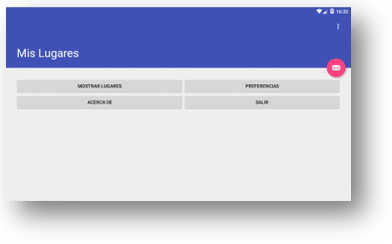 16:32
Mis Lugares
MOSTRAR LUGARES PREFERENCIAS
ACERCA DE SALIR